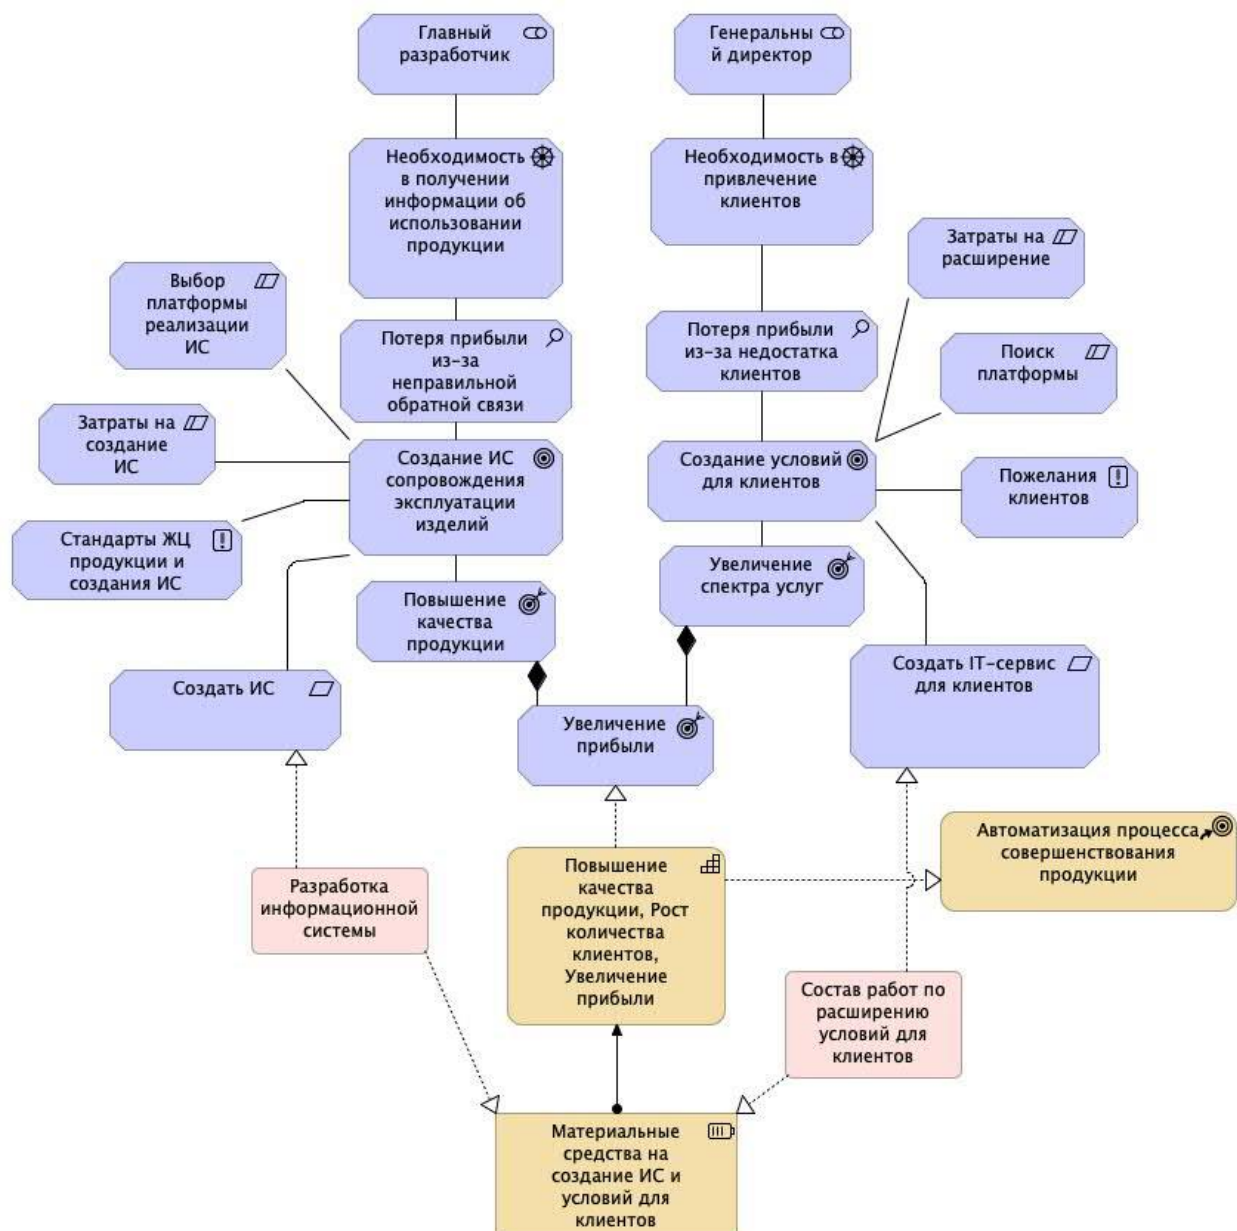 Главный
разработчик
Генеральны
й директор
Необходимость
в получении
информации об
использовании
продукции
Необходимость в
привлечение
клиентов
Затраты на
расширение
Выбор
платформы
реализации
ИС
Потеря прибыли
из-за
неправильной
обратной связи
Потеря прибыли
из-за недостатка
клиентов
Поиск
платформы
Затраты на
создание
ИС
Создание ИС
сопровождения
эксплуатации
изделий
Создание условий
для клиентов
Пожелания
клиентов
Стандарты ЖЦ
продукции и
создания ИС
Повышение
качества
продукции
Увеличение
спектра услуг
Создать ИС
Увеличение
прибыли
Создать IT-сервис
для клиентов
Автоматизация процесса
совершенствования
продукции
Разработка
информационной
системы
Повышение
качества
продукции, Рост
количества
клиентов,
Увеличение
прибыли
Состав работ по
расширению
условий для
клиентов
Материальные
средства на
создание ИС и
условий для
клиентов